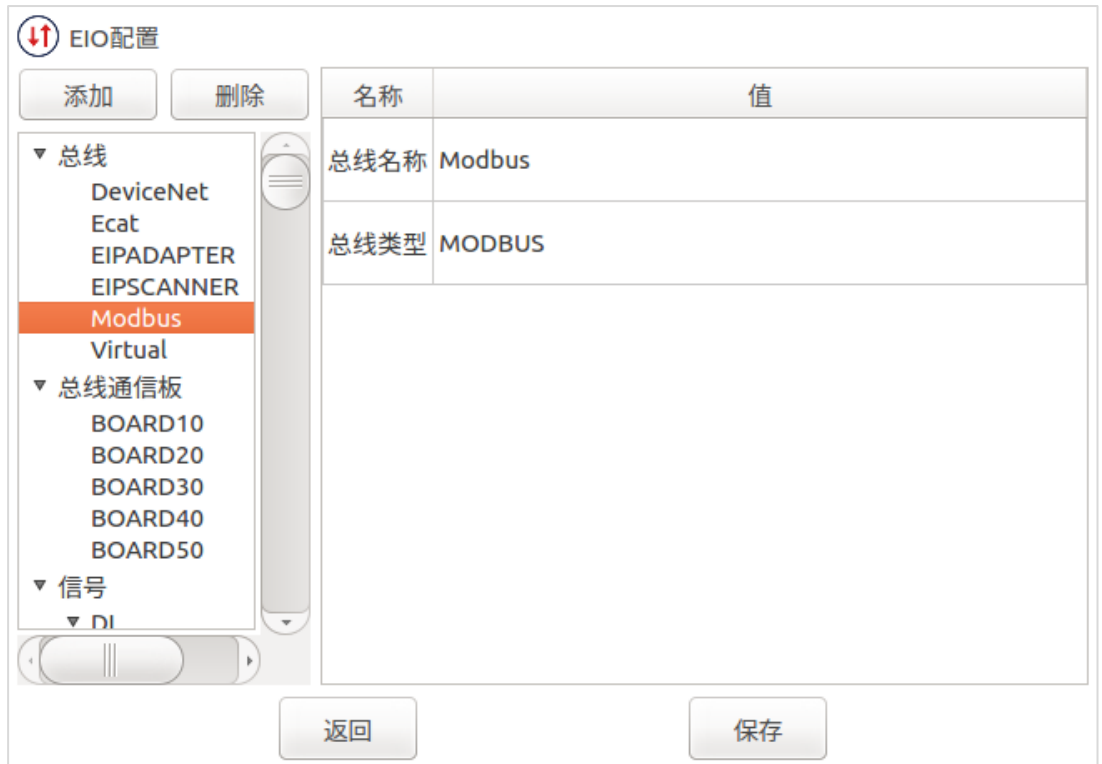 EIO配置
添加 删除
总线
DeviceNet
Ecat
EIPADAPTER
EIPSCANNER
Modbus
Virtual
总线通信板
BOARD10
BOARD20
BOARD30
BOARD40
BOARD50
信号
DI
名称 值
总线名称 Modbus
总线类型 MODBUS
返回 保存